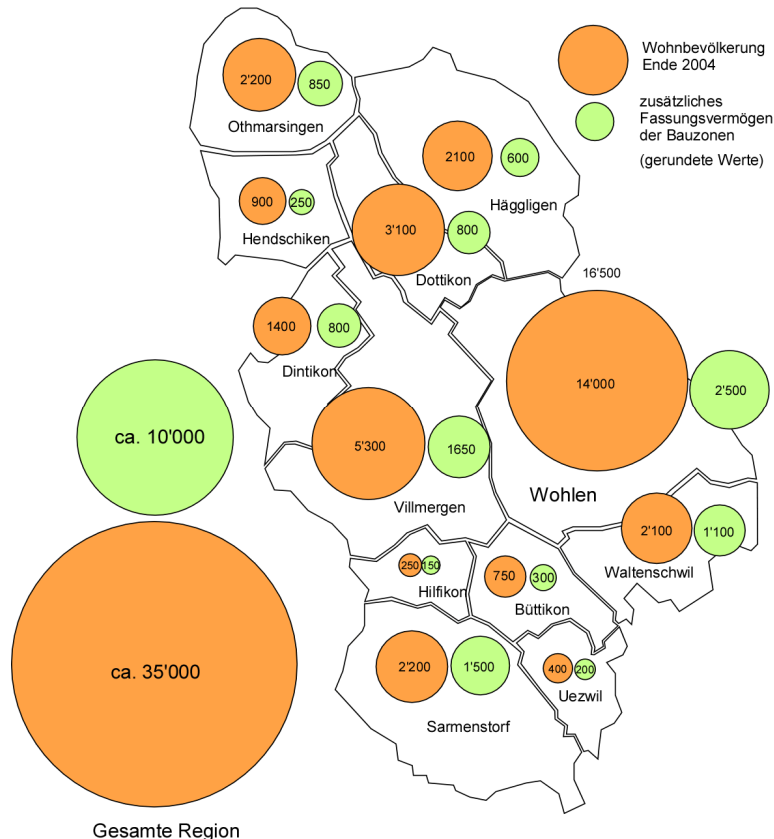 Wohnbevölkerung
Ende 2004
zusätzliches
Fassungsvermögen
der Bauzonen
(gerundete Werte)
2'200
850
Othmarsingen
2100
600
Häggligen
900
250
Hendschiken
3'100
800
Dottikon
16'500
1400
800
Dintikon
14'000
2'500
Wohlen
ca. 10'000
5'300
1650
Villmergen
2'100
1'100
Waltenschwil
250
150
Hilfikon
750
300
Büttikon
ca. 35'000
2'200
1'500
Sarmenstorf
400
200
Uezwil
Gesamte Region